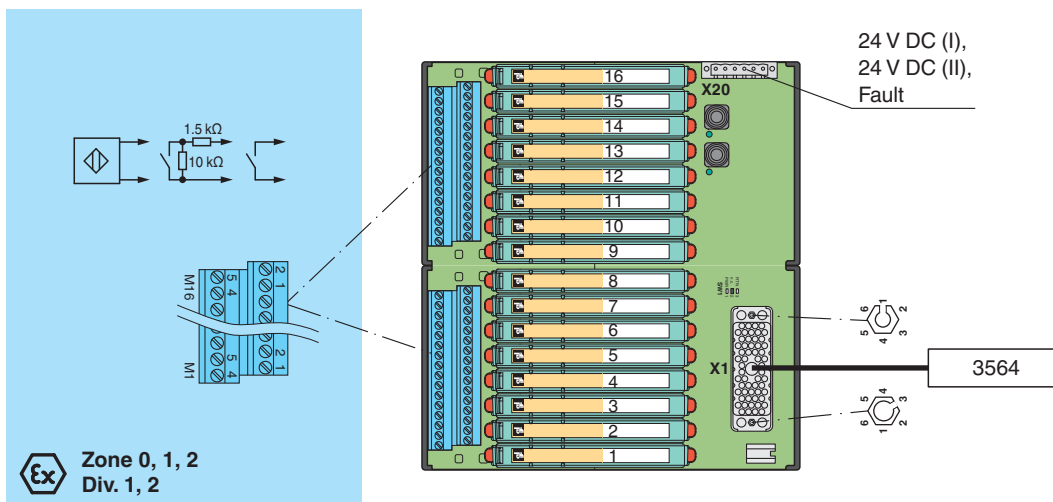 24 V DC (I),
24 V DC (II),
Fault
X20
16
15
14
13
12
11
10
9
8
7
6
5
4
3
2
1
1.5 kΩ
10 kΩ
M16
5
4
2
1
M1
5
4
2
1
SW1
X1
6 1 2
5 4 3
3564
5 4 3
6 1 2
Ex
Zone 0, 1, 2
Div. 1, 2